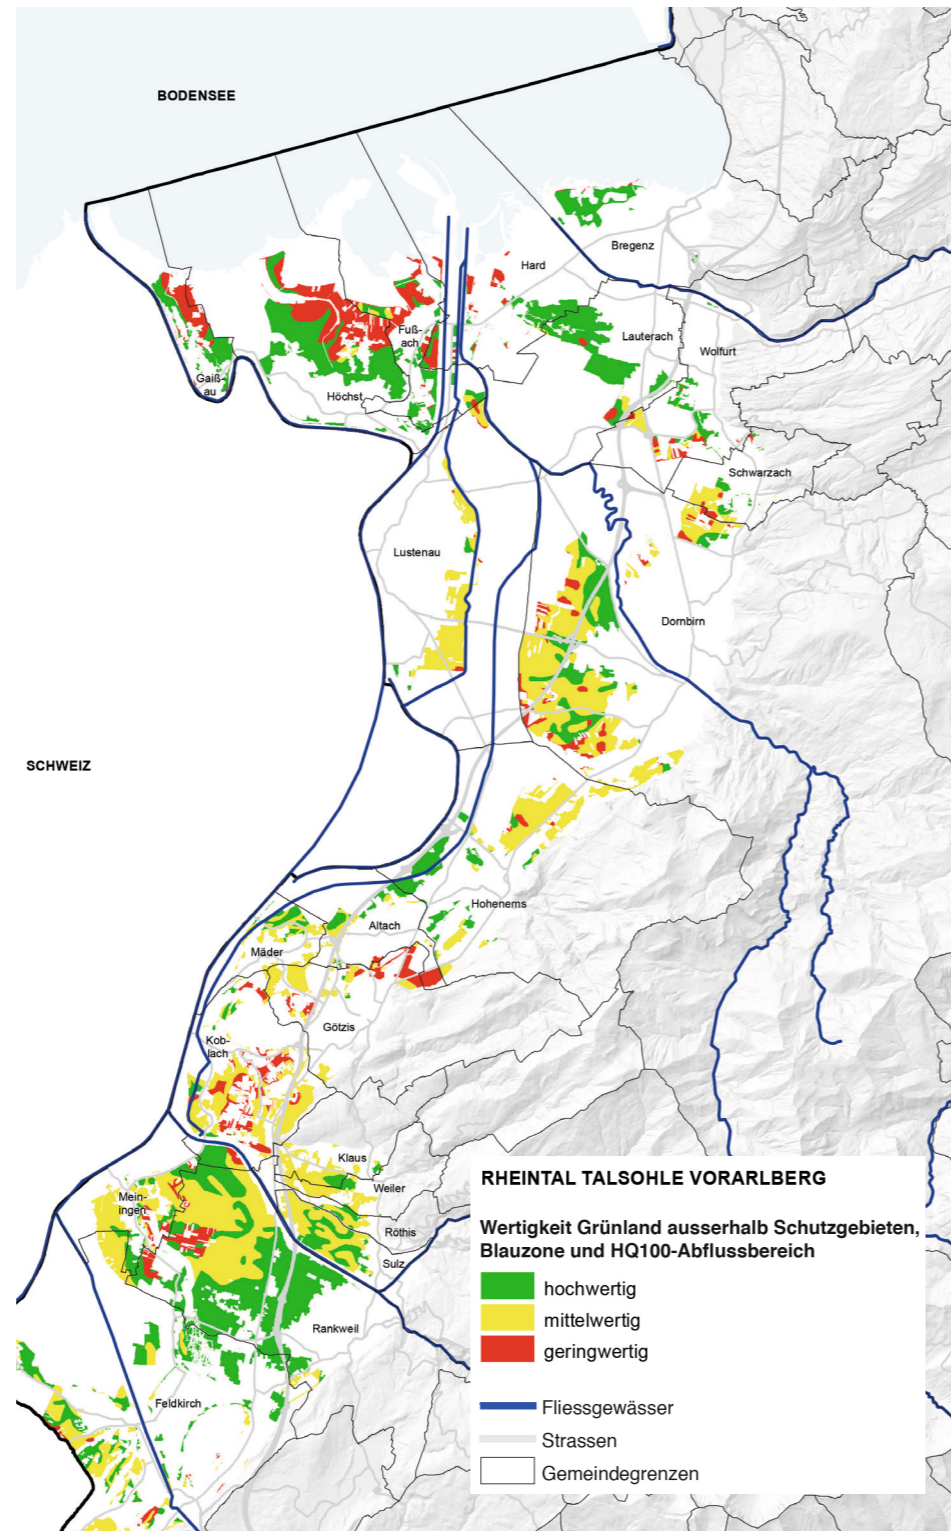 BODENSEE
Bregenz
Hard
Lauterach
Wolfurt
Fuß-
ach
Gaiß-
au
Höchst
Schwarzach
Lustenau
Dornbirn
SCHWEIZ
Hohenems
Altach
Mäder
Götzis
Kob-
lach
Klaus
Weiler
Mein-
ingen
Röthis
Sulz
Rankweil
Feldkirch
RHEINTAL TALSOHLE VORARLBERG
Wertigkeit Grünland ausserhalb Schutzgebieten,
Blauzone und HQ100-Abflussbereich
hochwertig
mittelwertig
geringwertig
Fliessgewässer
Strassen
Gemeindegrenzen